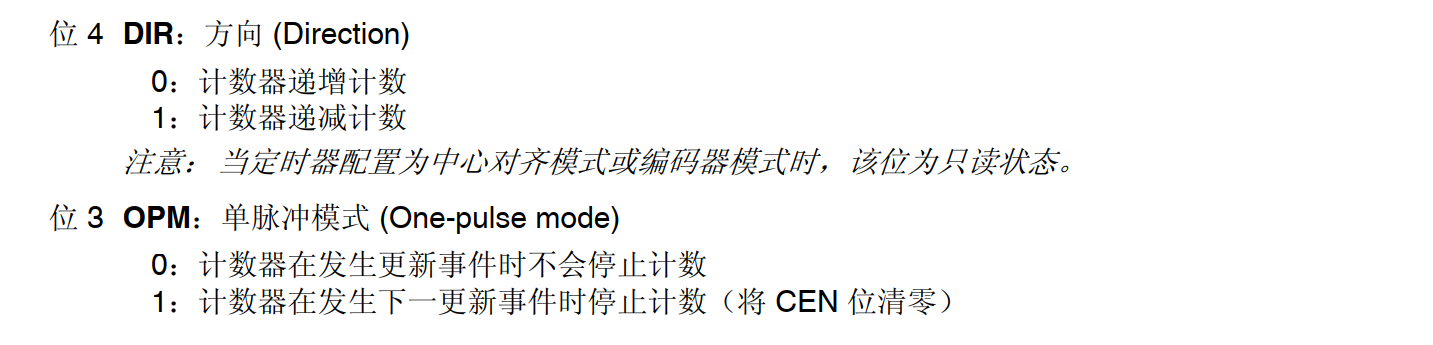 位 4 DIR：方向 (Direction)
0：计数器递增计数
1：计数器递减计数
注意： 当定时器配置为中心对齐模式或编码器模式时，该位为只读状态。
位 3 OPM：单脉冲模式 (One-pulse mode)
0：计数器在发生更新事件时不会停止计数
1：计数器在发生下一更新事件时停止计数（将 CEN 位清零）